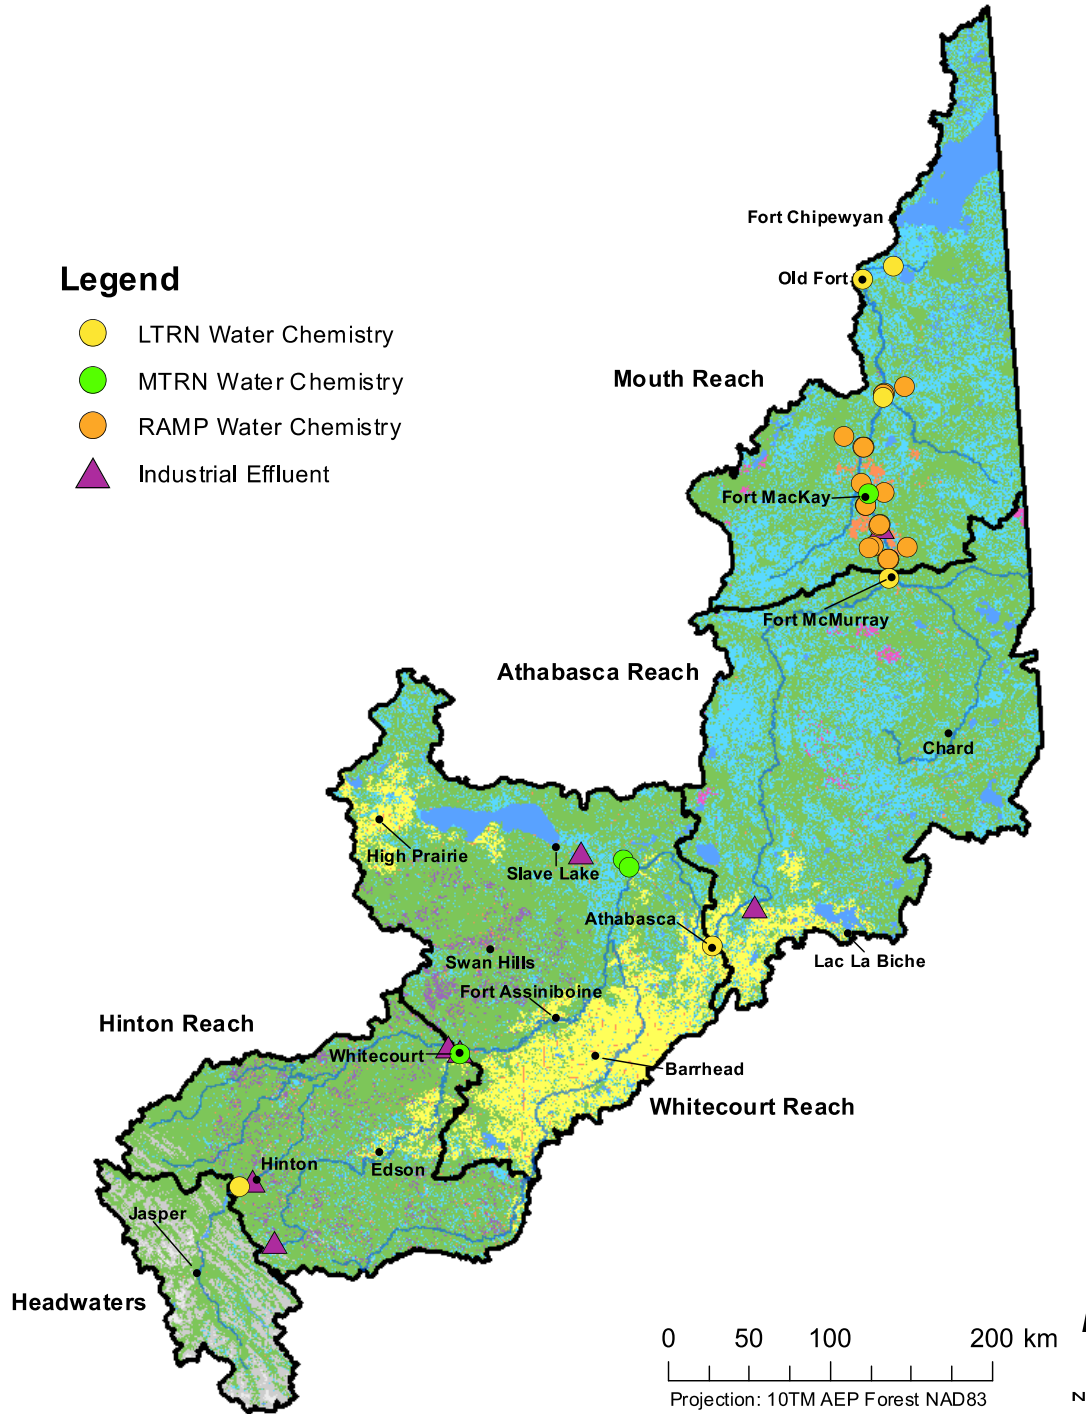 Fort Chipewyan
Legend
Old Fort
LTRN Water Chemistry
Mouth Reach
MTRN Water Chemistry
RAMP Water Chemistry
Industrial Effluent
Fort MacKay
Fort McMurray
Athabasca Reach
Chard
High Prairie
Slave Lake
Athabasca
Swan Hills
Lac La Biche
Fort Assiniboine
Hinton Reach
Whitecourt
Barrhead
Whitecourt Reach
Hinton
Edson
Jasper
Headwaters
0 50 100 200 km
Projection: 10TM AEP Forest NAD83